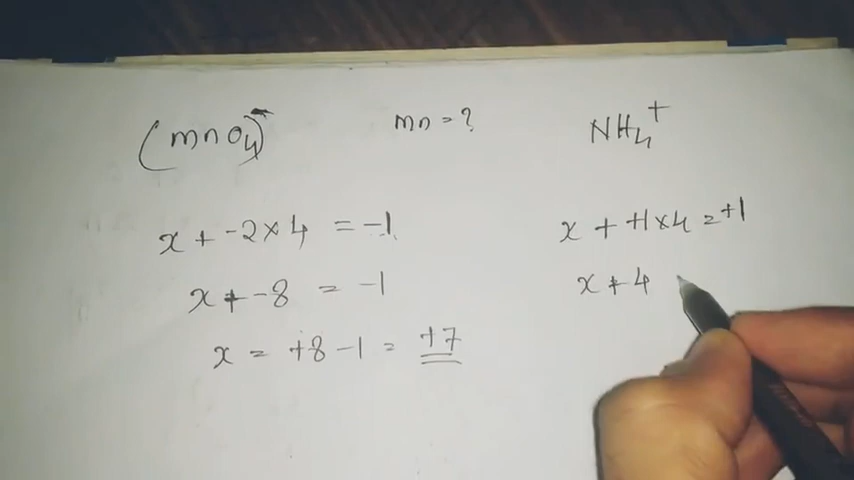 (mnO4)⁻ mn = ? NH4⁺
x + -2×4 = -1
x + -8 = -1
x = +8 - 1 = +7
x + +1×4 = +1
x + 4